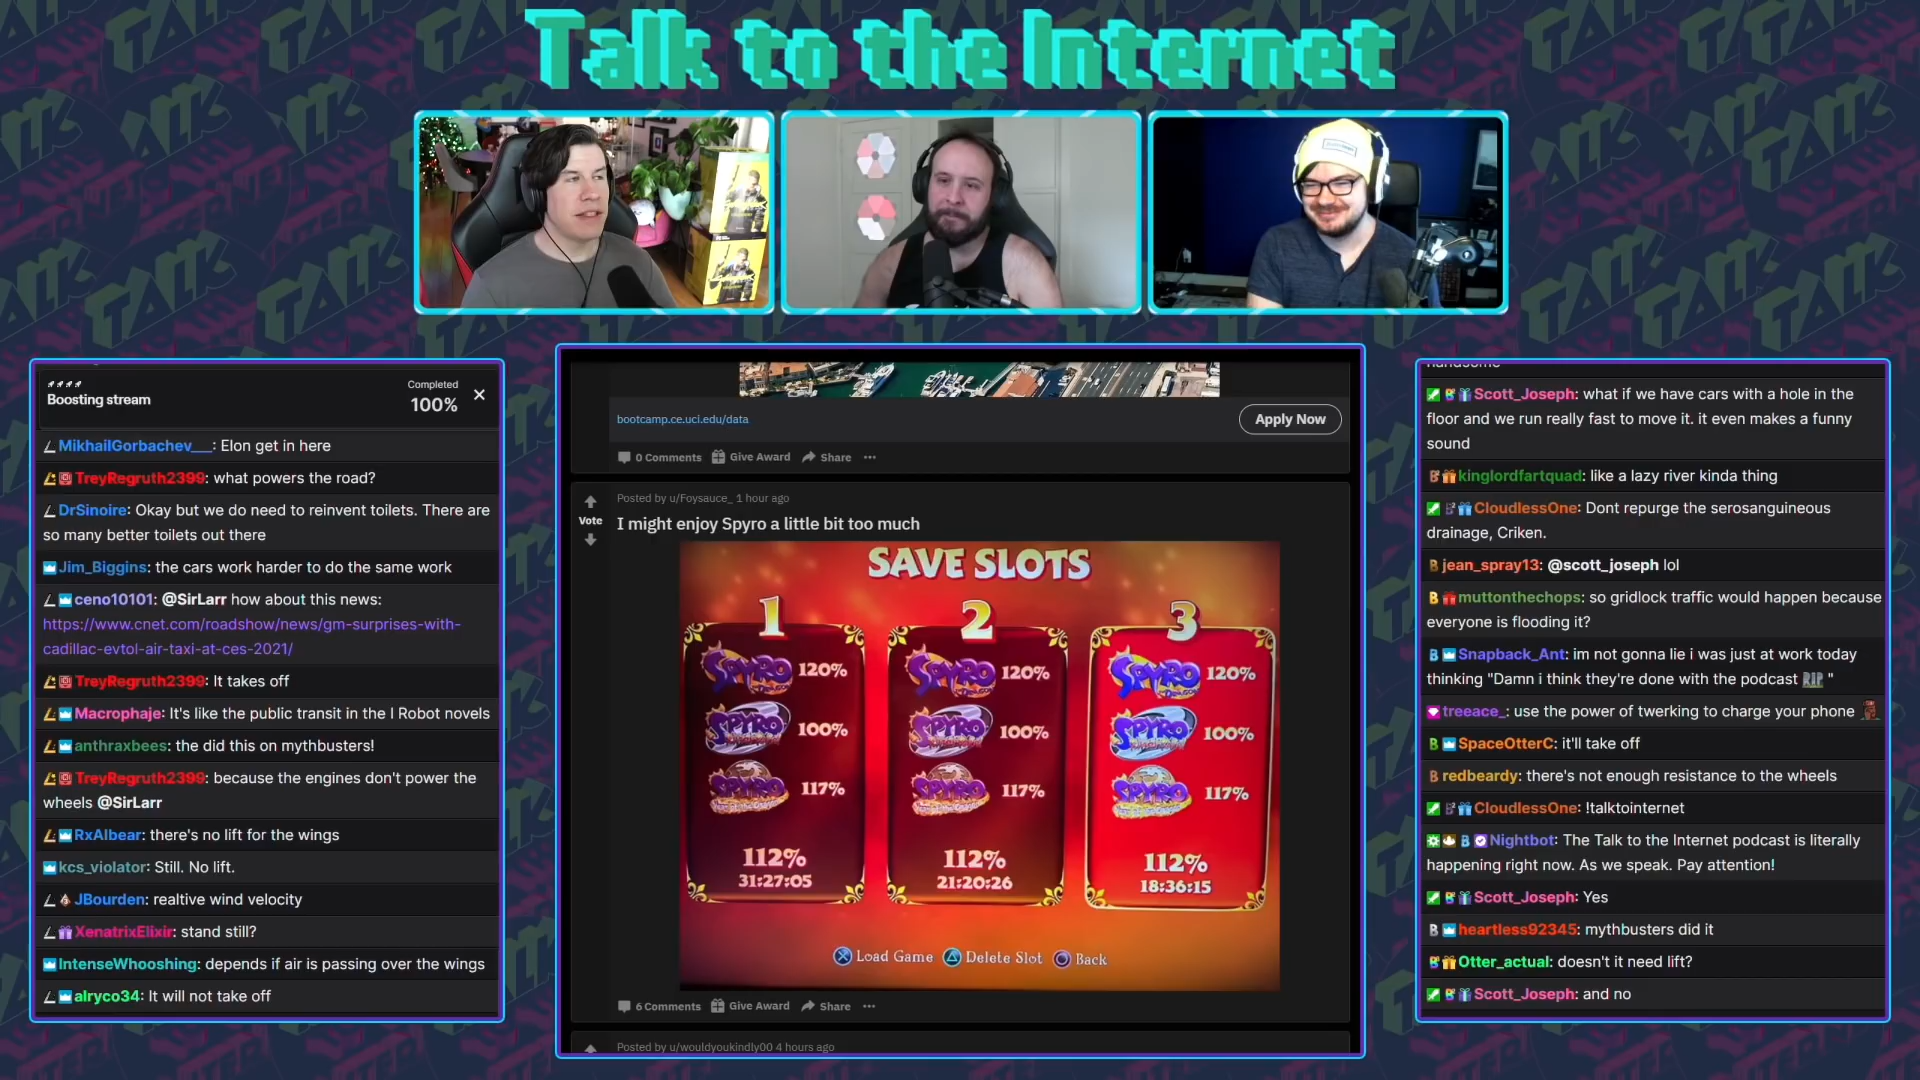 Talk to the Internet
Completed
Boosting stream
100%
MikhailGorbachev__: Elon get in here
TreyRegruth2399: what powers the road?
DrSinoire: Okay but we do need to reinvent toilets. There are
so many better toilets out there
Jim_Biggins: the cars work harder to do the same work
ceno10101: @SirLarr how about this news:
https://www.cnet.com/roadshow/news/gm-surprises-with-
cadillac-evtol-air-taxi-at-ces-2021/
TreyRegruth2399: It takes off
Macrophaje: It's like the public transit in the I Robot novels
anthraxbees: the did this on mythbusters!
TreyRegruth2399: because the engines don't power the
wheels @SirLarr
RxAlbear: there's no lift for the wings
kcs_violator: Still. No lift.
JBourden: realtive wind velocity
XenatrixElixir: stand still?
IntenseWhooshing: depends if air is passing over the wings
alryco34: It will not take off
bootcamp.ce.uci.edu/data
Apply Now
0 Comments Give Award Share
Posted by u/Foysauce_ 1 hour ago
Vote
I might enjoy Spyro a little bit too much
SAVE SLOTS
1 2 3
SPYRO 120% SPYRO 120% SPYRO 120%
SPYRO 100% SPYRO 100% SPYRO 100%
SPYRO 117% SPYRO 117% SPYRO 117%
112% 112% 112%
31:27:05 21:20:26 18:36:15
Load Game Delete Slot Back
6 Comments Give Award Share
Posted by u/wouldyoukindly00 4 hours ago
handsome
Scott_Joseph: what if we have cars with a hole in the
floor and we run really fast to move it. it even makes a funny
sound
kinglordfartquad: like a lazy river kinda thing
CloudlessOne: Dont repurge the serosanguineous
drainage, Criken.
jean_spray13: @scott_joseph lol
muttonthechops: so gridlock traffic would happen because
everyone is flooding it?
Snapback_Ant: im not gonna lie i was just at work today
thinking "Damn i think they're done with the podcast RIP "
treeace_: use the power of twerking to charge your phone
SpaceOtterC: it'll take off
redbeardy: there's not enough resistance to the wheels
CloudlessOne: !talktointernet
Nightbot: The Talk to the Internet podcast is literally
happening right now. As we speak. Pay attention!
Scott_Joseph: Yes
heartless92345: mythbusters did it
Otter_actual: doesn't it need lift?
Scott_Joseph: and no